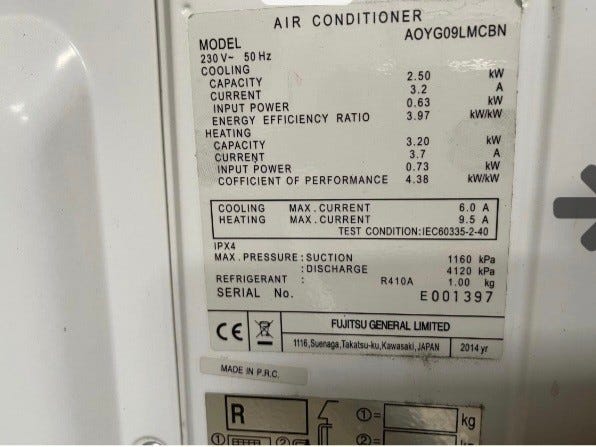 AIR CONDITIONER
MODEL AOYG09LMCBN
230 V~ 50 Hz
COOLING
CAPACITY 2.50 kW
CURRENT 3.2 A
INPUT POWER 0.63 kW
ENERGY EFFICIENCY RATIO 3.97 kW/kW
HEATING
CAPACITY 3.20 kW
CURRENT 3.7 A
INPUT POWER 0.73 kW
COFFICIENT OF PERFORMANCE 4.38 kW/kW
COOLING MAX.CURRENT 6.0 A
HEATING MAX.CURRENT 9.5 A
TEST CONDITION:IEC60335-2-40
IPX4
MAX.PRESSURE:SUCTION 1160 kPa
:DISCHARGE 4120 kPa
REFRIGERANT : R410A 1.00 kg
SERIAL No. E001397
CE
FUJITSU GENERAL LIMITED
1116,Suenaga,Takatsu-ku,Kawasaki,JAPAN 2014 yr
MADE IN P.R.C.
R ①= kg
① ② ②=